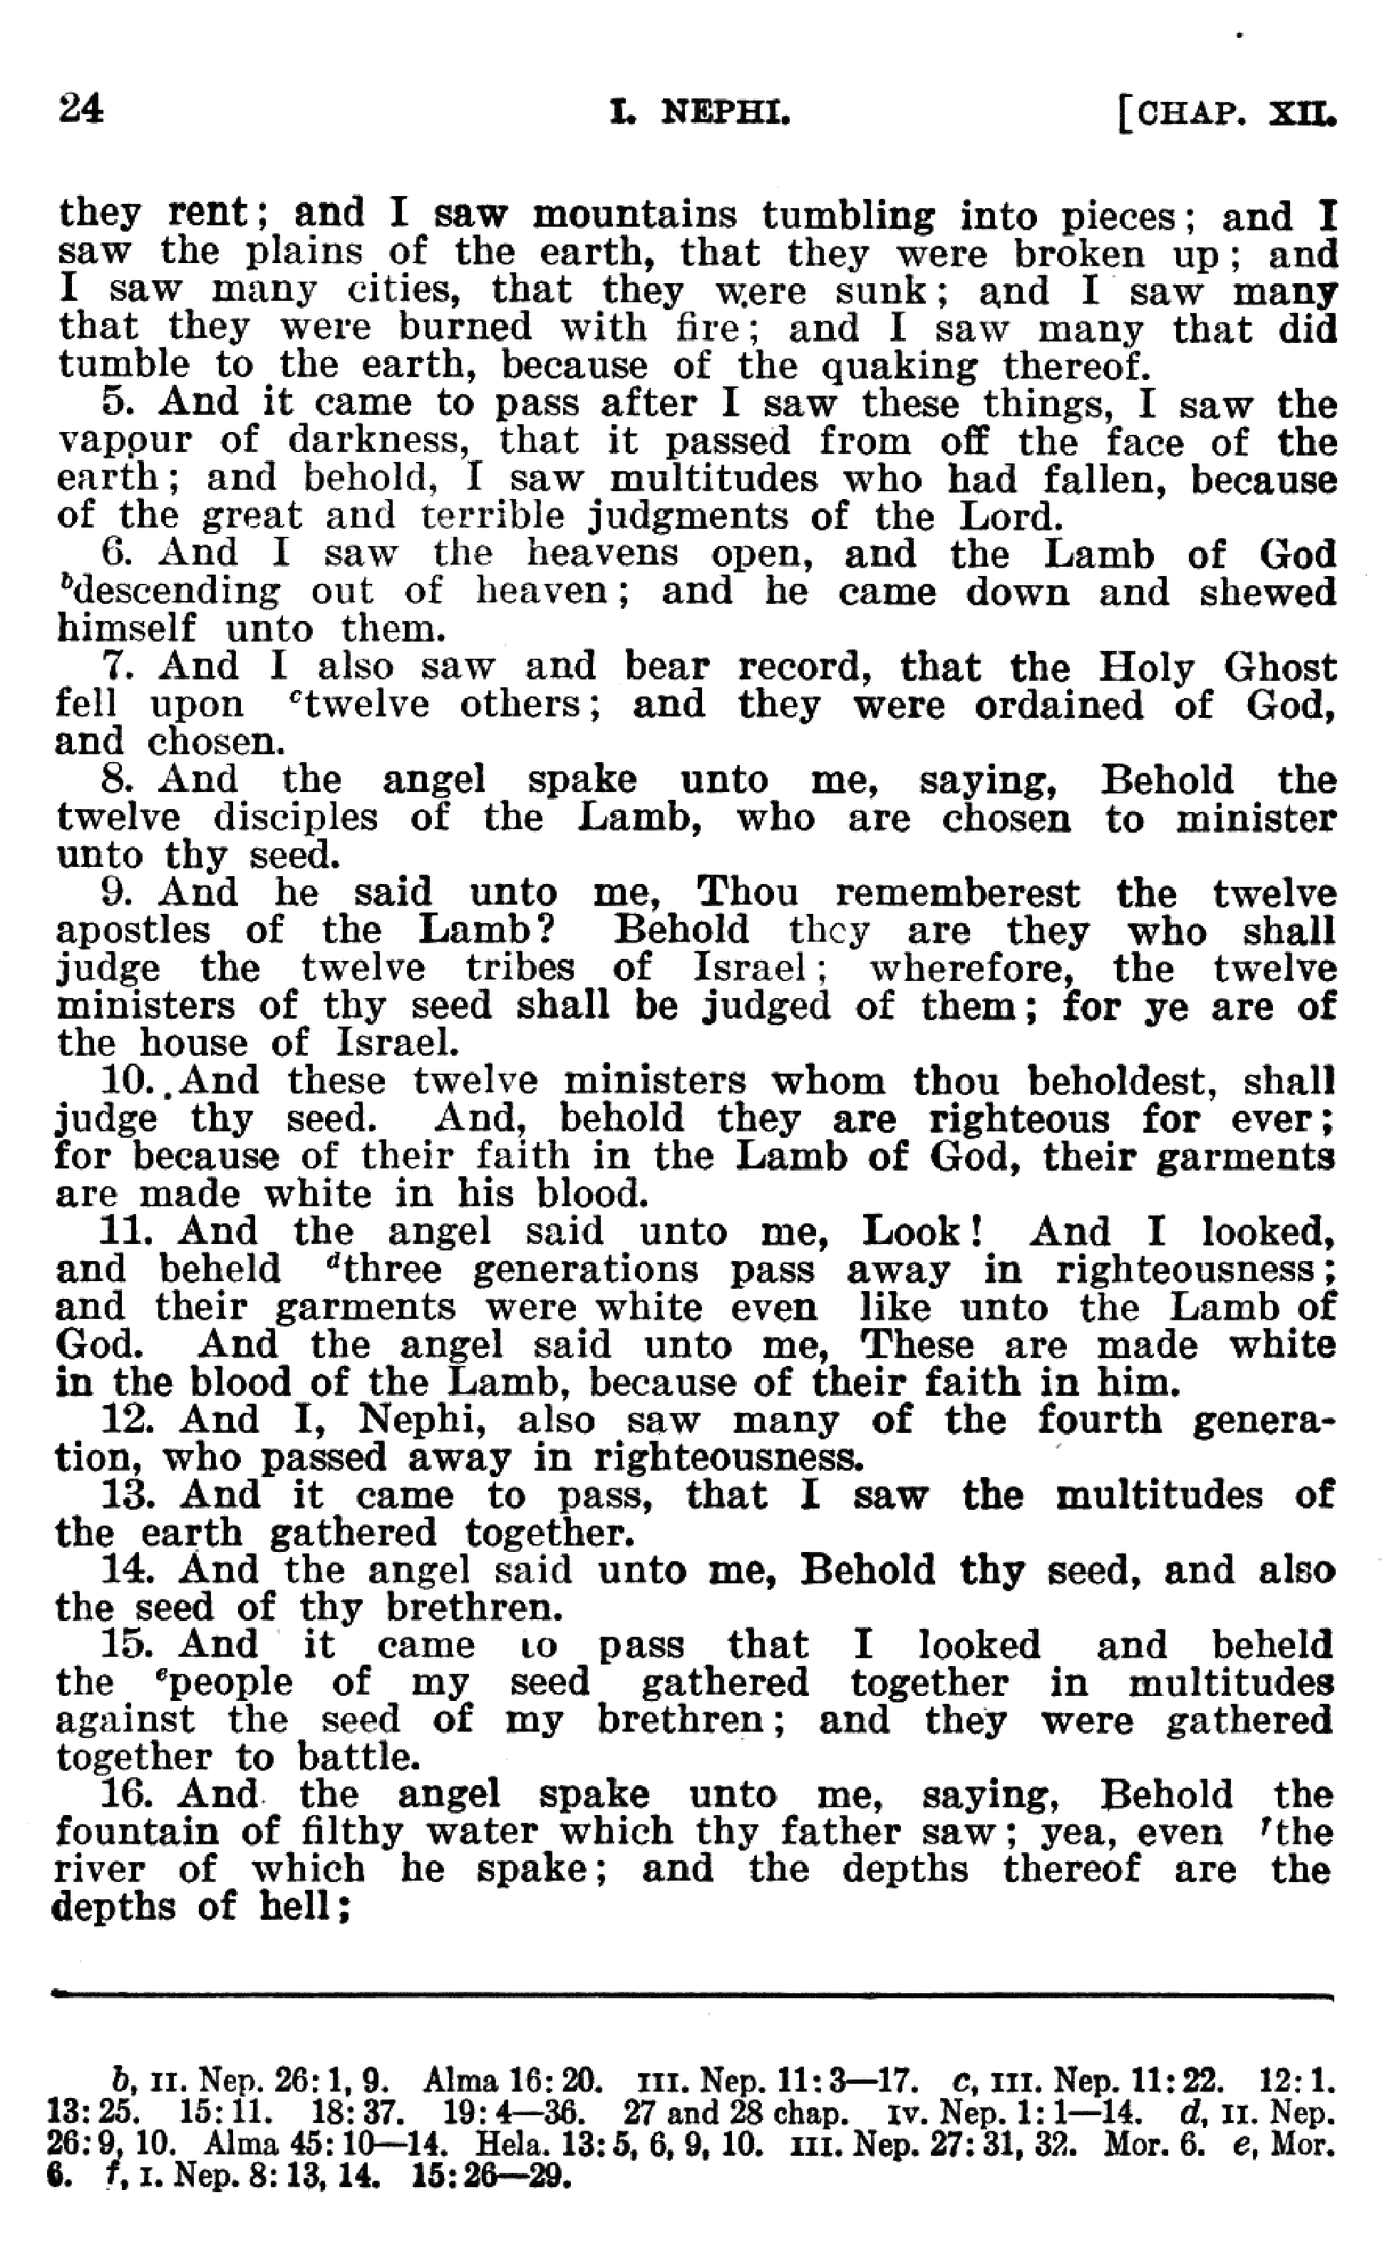 24 I. NEPHI. [CHAP. XII.
they rent; and I saw mountains tumbling into pieces; and I
saw the plains of the earth, that they were broken up; and
I saw many cities, that they were sunk; and I saw many
that they were burned with fire; and I saw many that did
tumble to the earth, because of the quaking thereof.
5. And it came to pass after I saw these things, I saw the
vapour of darkness, that it passed from off the face of the
earth; and behold, I saw multitudes who had fallen, because
of the great and terrible judgments of the Lord.
6. And I saw the heavens open, and the Lamb of God
ᵇdescending out of heaven; and he came down and shewed
himself unto them.
7. And I also saw and bear record, that the Holy Ghost
fell upon ᶜtwelve others; and they were ordained of God,
and chosen.
8. And the angel spake unto me, saying, Behold the
twelve disciples of the Lamb, who are chosen to minister
unto thy seed.
9. And he said unto me, Thou rememberest the twelve
apostles of the Lamb? Behold they are they who shall
judge the twelve tribes of Israel; wherefore, the twelve
ministers of thy seed shall be judged of them; for ye are of
the house of Israel.
10. And these twelve ministers whom thou beholdest, shall
judge thy seed. And, behold they are righteous for ever;
for because of their faith in the Lamb of God, their garments
are made white in his blood.
11. And the angel said unto me, Look! And I looked,
and beheld ᵈthree generations pass away in righteousness;
and their garments were white even like unto the Lamb of
God. And the angel said unto me, These are made white
in the blood of the Lamb, because of their faith in him.
12. And I, Nephi, also saw many of the fourth genera-
tion, who passed away in righteousness.
13. And it came to pass, that I saw the multitudes of
the earth gathered together.
14. And the angel said unto me, Behold thy seed, and also
the seed of thy brethren.
15. And it came to pass that I looked and beheld
the ᵉpeople of my seed gathered together in multitudes
against the seed of my brethren; and they were gathered
together to battle.
16. And the angel spake unto me, saying, Behold the
fountain of filthy water which thy father saw; yea, even ᶠthe
river of which he spake; and the depths thereof are the
depths of hell;
b, II. Nep. 26:1, 9. Alma 16:20. III. Nep. 11:3—17. c, III. Nep. 11:22. 12:1.
13:25. 15:11. 18:37. 19:4—36. 27 and 28 chap. IV. Nep. 1:1—14. d, II. Nep.
26:9, 10. Alma 45:10—14. Hela. 13:5, 6, 9, 10. III. Nep. 27:31, 32. Mor. 6. e, Mor.
6. f, I. Nep. 8:13, 14. 15:26—29.